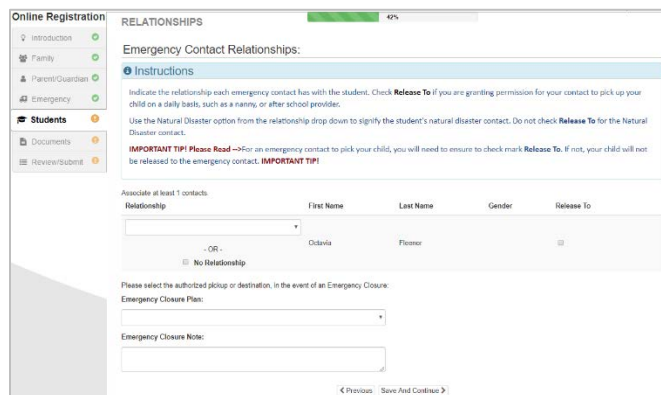 Online Registration
Introduction
Family
Parent/Guardian
Emergency
Students
Documents
Review/Submit
RELATIONSHIPS
42%
Emergency Contact Relationships:
Instructions
Indicate the relationship each emergency contact has with the student. Check Release To if you are granting permission for your contact to pick up your
child on a daily basis, such as a nanny, or after school provider.
Use the Natural Disaster option from the relationship drop down to signify the student's natural disaster contact. Do not check Release To for the Natural
Disaster contact.
IMPORTANT TIP! Please Read -->For an emergency contact to pick your child, you will need to ensure to check mark Release To. If not, your child will not
be released to the emergency contact. IMPORTANT TIP!
Associate at least 1 contacts
Relationship First Name Last Name Gender Release To
Octavia Fleenor
- OR -
No Relationship
Please select the authorized pickup or destination, in the event of an Emergency Closure:
Emergency Closure Plan:
Emergency Closure Note:
Previous Save And Continue